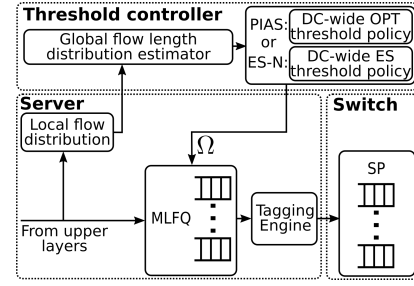 Threshold controller
Global flow length
distribution estimator
PIAS:
or
ES-N:
DC-wide OPT
threshold policy
DC-wide ES
threshold policy
Server
Switch
Local flow
distribution
Ω
MLFQ
Tagging
Engine
SP
From upper
layers